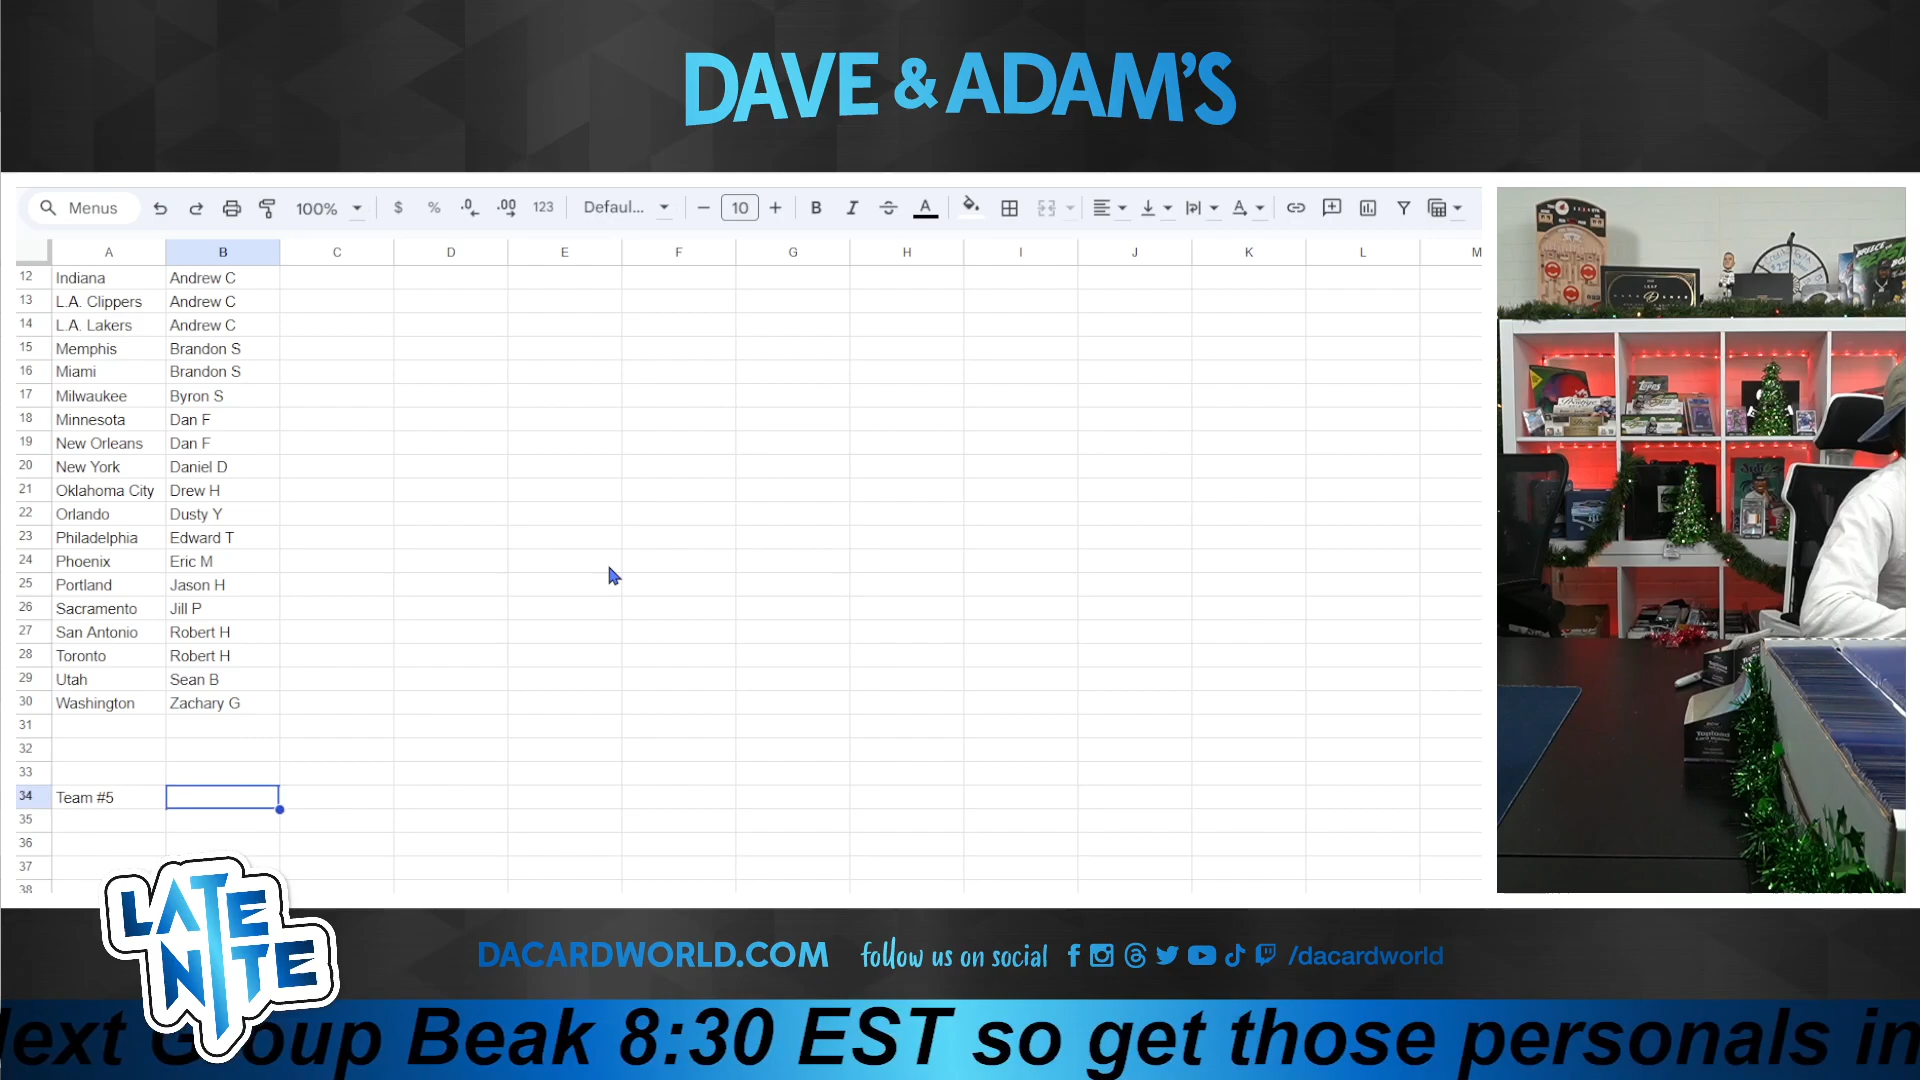 DAVE & ADAM'S
Menus 100% $ % .0 .00 123 Defaul... 10 B I A
A B C D E F G H I J K L M
12 Indiana Andrew C
13 L.A. Clippers Andrew C
14 L.A. Lakers Andrew C
15 Memphis Brandon S
16 Miami Brandon S
17 Milwaukee Byron S
18 Minnesota Dan F
19 New Orleans Dan F
20 New York Daniel D
21 Oklahoma City Drew H
22 Orlando Dusty Y
23 Philadelphia Edward T
24 Phoenix Eric M
25 Portland Jason H
26 Sacramento Jill P
27 San Antonio Robert H
28 Toronto Robert H
29 Utah Sean B
30 Washington Zachary G
31
32
33
34 Team #5
35
36
37
38
Topps
Topload
LATE
NITE
DACARDWORLD.COM follow us on social /dacardworld
ext Group Beak 8:30 EST so get those personals in